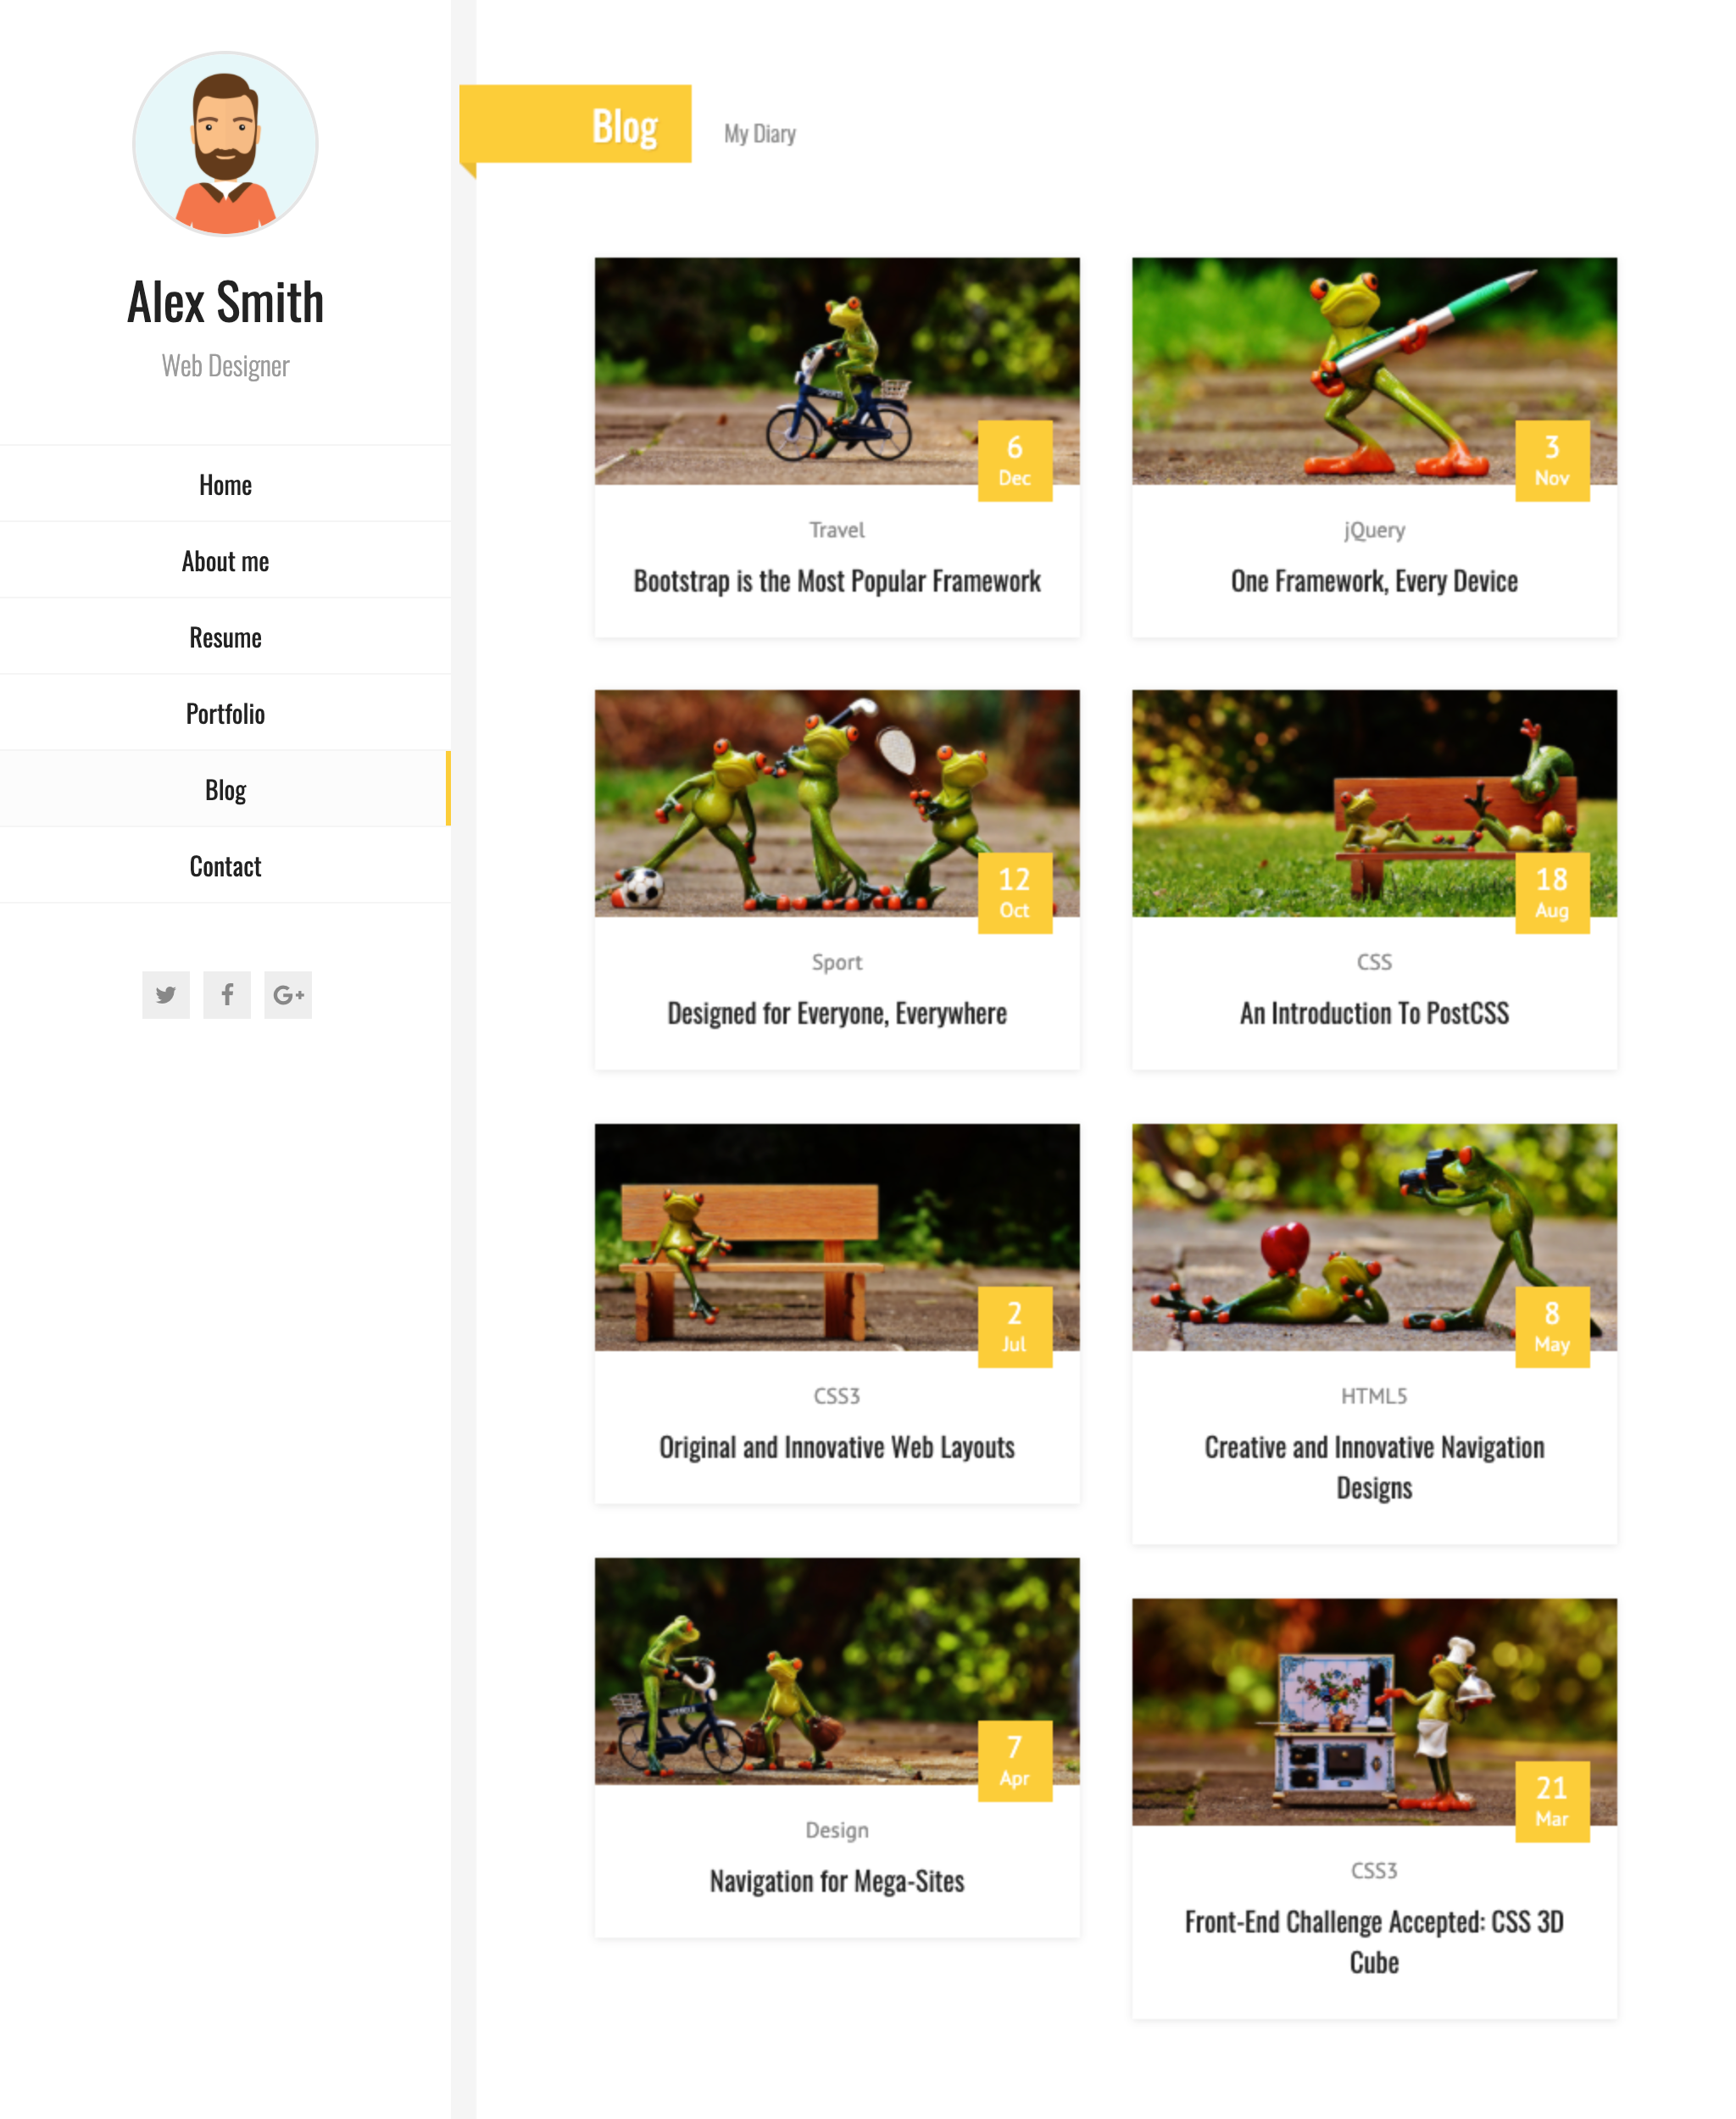 Alex Smith
Web Designer
Home
About me
Resume
Portfolio
Blog
Contact
G+
Blog
My Diary
6
Dec
Travel
Bootstrap is the Most Popular Framework
3
Nov
jQuery
One Framework, Every Device
12
Oct
Sport
Designed for Everyone, Everywhere
18
Aug
CSS
An Introduction To PostCSS
2
Jul
CSS3
Original and Innovative Web Layouts
8
May
HTML5
Creative and Innovative Navigation
Designs
7
Apr
Design
Navigation for Mega-Sites
21
Mar
CSS3
Front-End Challenge Accepted: CSS 3D
Cube